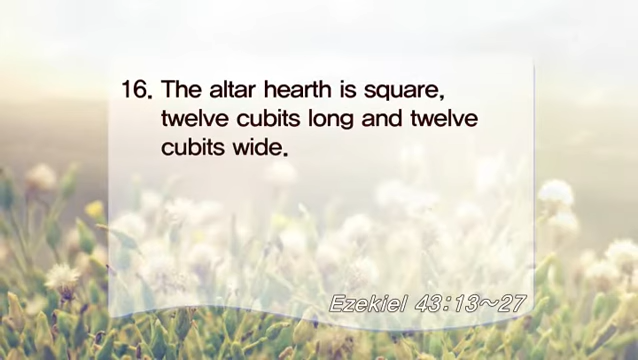 16. The altar hearth is square,
twelve cubits long and twelve
cubits wide.
Ezekiel 43:13~27